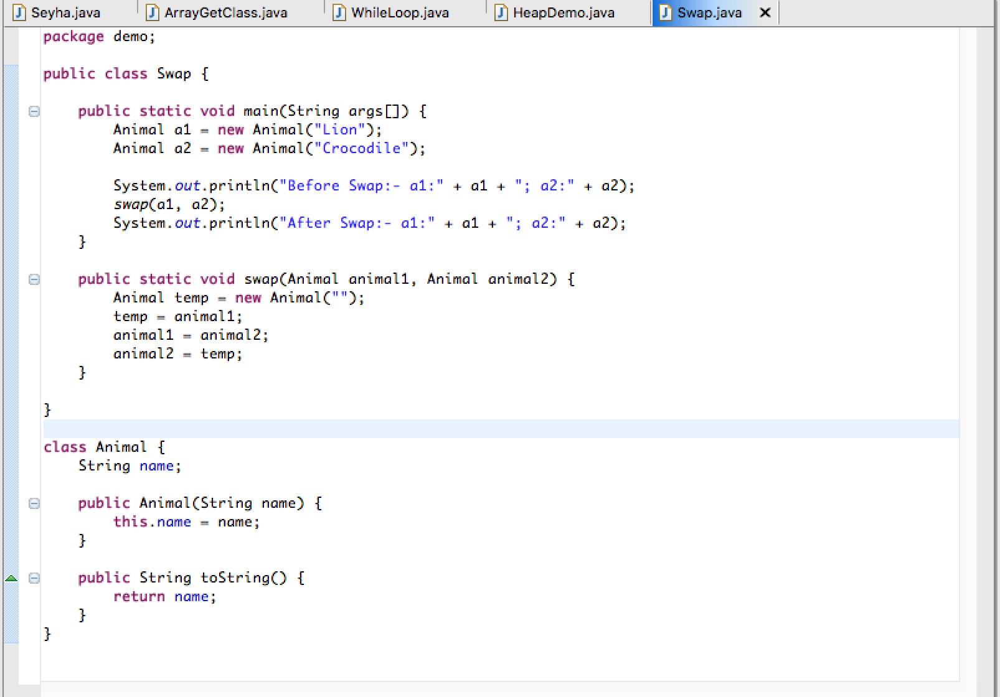 Seyha.java ArrayGetClass.java WhileLoop.java HeapDemo.java Swap.java
package demo;
public class Swap {
public static void main(String args[]) {
Animal a1 = new Animal("Lion");
Animal a2 = new Animal("Crocodile");
System.out.println("Before Swap:- a1:" + a1 + "; a2:" + a2);
swap(a1, a2);
System.out.println("After Swap:- a1:" + a1 + "; a2:" + a2);
}
public static void swap(Animal animal1, Animal animal2) {
Animal temp = new Animal("");
temp = animal1;
animal1 = animal2;
animal2 = temp;
}
}
class Animal {
String name;
public Animal(String name) {
this.name = name;
}
public String toString() {
return name;
}
}